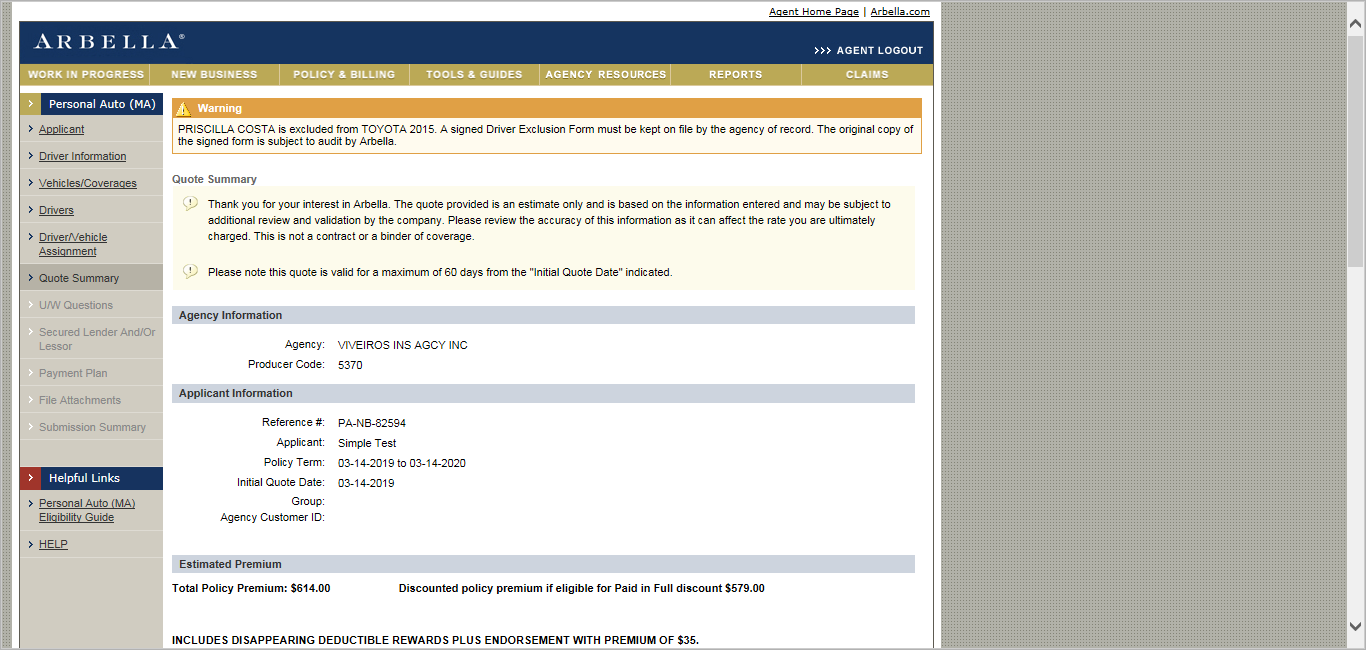 Agent Home Page | Arbella.com
ARBELLA®
>>> AGENT LOGOUT
WORK IN PROGRESS NEW BUSINESS POLICY & BILLING TOOLS & GUIDES AGENCY RESOURCES REPORTS CLAIMS
Personal Auto (MA)
Applicant
Driver Information
Vehicles/Coverages
Drivers
Driver/Vehicle
Assignment
Quote Summary
U/W Questions
Secured Lender And/Or
Lessor
Payment Plan
File Attachments
Submission Summary
Helpful Links
Personal Auto (MA)
Eligibility Guide
HELP
Warning
PRISCILLA COSTA is excluded from TOYOTA 2015. A signed Driver Exclusion Form must be kept on file by the agency of record. The original copy of
the signed form is subject to audit by Arbella.
Quote Summary
Thank you for your interest in Arbella. The quote provided is an estimate only and is based on the information entered and may be subject to
additional review and validation by the company. Please review the accuracy of this information as it can affect the rate you are ultimately
charged. This is not a contract or a binder of coverage.
Please note this quote is valid for a maximum of 60 days from the "Initial Quote Date" indicated.
Agency Information
Agency: VIVEIROS INS AGCY INC
Producer Code: 5370
Applicant Information
Reference #: PA-NB-82594
Applicant: Simple Test
Policy Term: 03-14-2019 to 03-14-2020
Initial Quote Date: 03-14-2019
Group:
Agency Customer ID:
Estimated Premium
Total Policy Premium: $614.00 Discounted policy premium if eligible for Paid in Full discount $579.00
INCLUDES DISAPPEARING DEDUCTIBLE REWARDS PLUS ENDORSEMENT WITH PREMIUM OF $35.